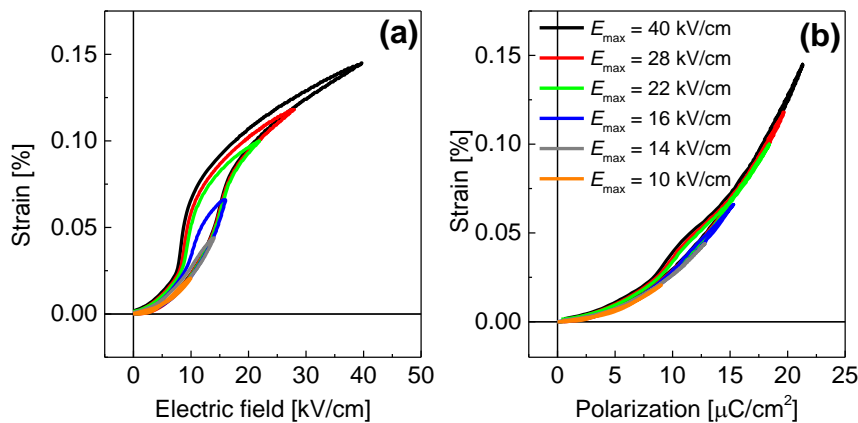 (a)
0.15
0.10
0.05
0.00
Strain [%]
0 10 20 30 40 50
Electric field [kV/cm]
(b)
E_max = 40 kV/cm
E_max = 28 kV/cm
E_max = 22 kV/cm
E_max = 16 kV/cm
E_max = 14 kV/cm
E_max = 10 kV/cm
0.15
0.10
0.05
0.00
Strain [%]
0 5 10 15 20 25
Polarization [μC/cm²]